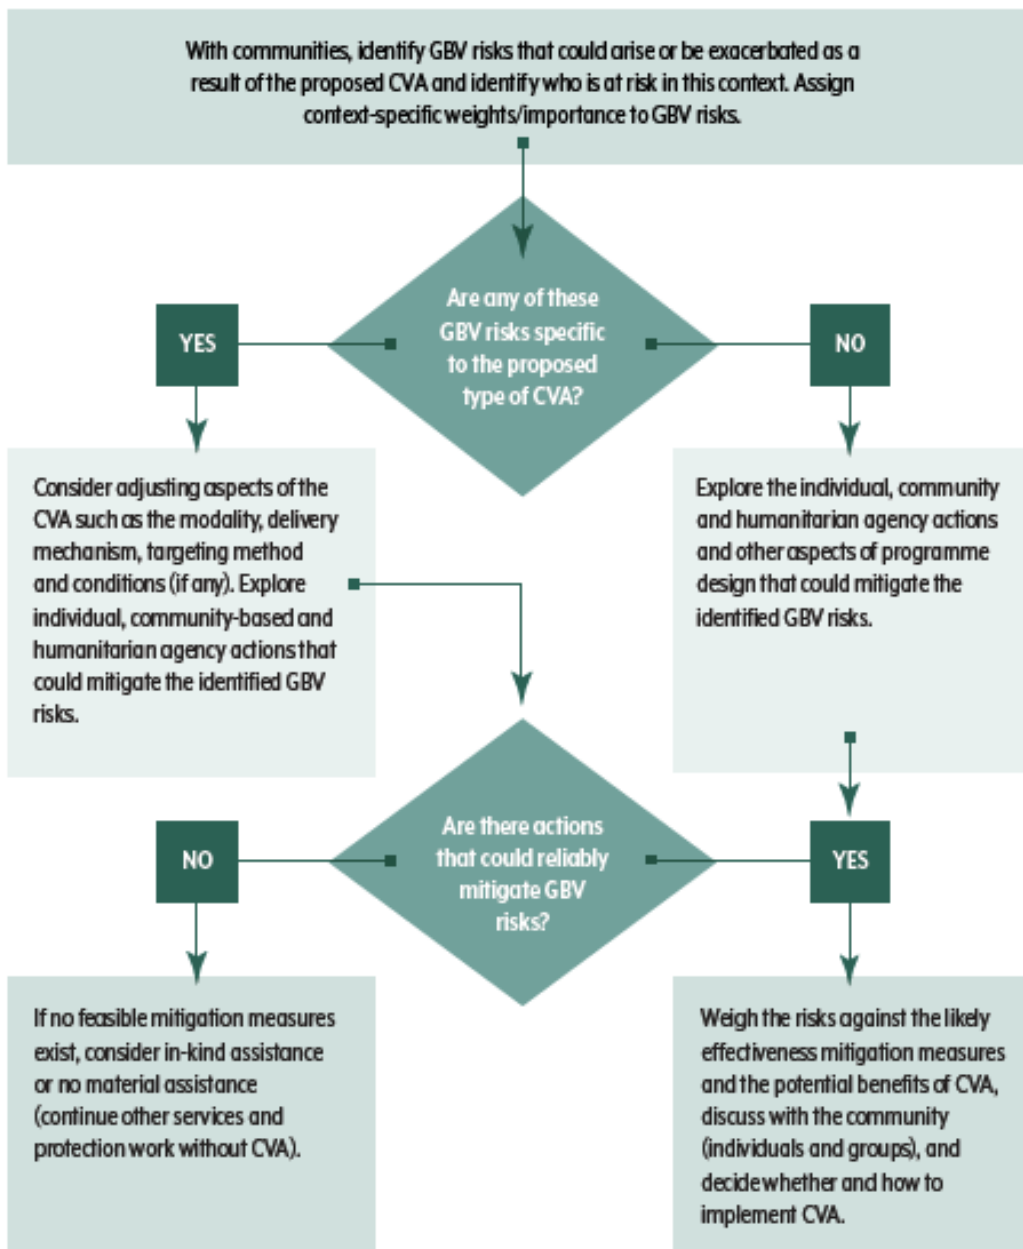 With communities, identify GBV risks that could arise or be exacerbated as a
result of the proposed CVA and identify who is at risk in this context. Assign
context-specific weights/importance to GBV risks.
Are any of these
GBV risks specific
to the proposed
type of CVA?
YES
NO
Consider adjusting aspects of the
CVA such as the modality, delivery
mechanism, targeting method
and conditions (if any). Explore
individual, community-based and
humanitarian agency actions that
could mitigate the identified GBV
risks.
Explore the individual, community
and humanitarian agency actions
and other aspects of programme
design that could mitigate the
identified GBV risks.
Are there actions
that could reliably
mitigate GBV
risks?
NO
YES
If no feasible mitigation measures
exist, consider in-kind assistance
or no material assistance
(continue other services and
protection work without CVA).
Weigh the risks against the likely
effectiveness mitigation measures
and the potential benefits of CVA,
discuss with the community
(individuals and groups), and
decide whether and how to
implement CVA.